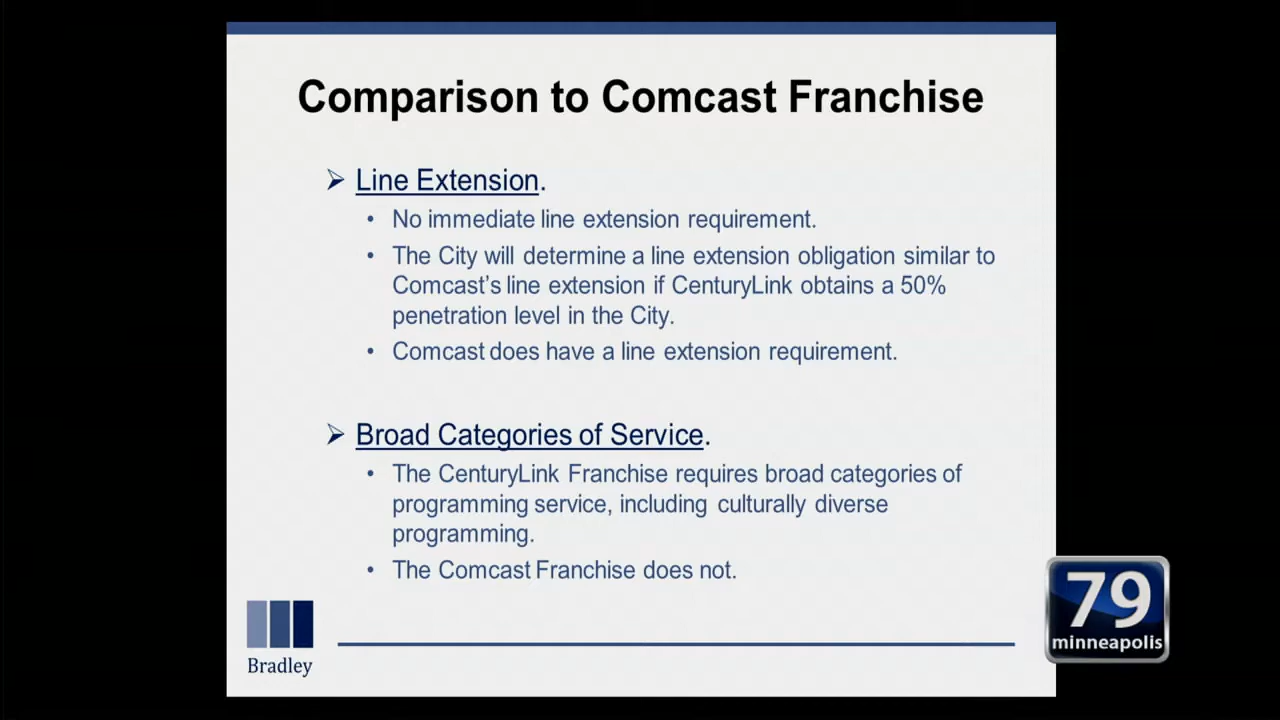 Comparison to Comcast Franchise
➢ Line Extension.
• No immediate line extension requirement.
• The City will determine a line extension obligation similar to
Comcast's line extension if CenturyLink obtains a 50%
penetration level in the City.
• Comcast does have a line extension requirement.
➢ Broad Categories of Service.
• The CenturyLink Franchise requires broad categories of
programming service, including culturally diverse
programming.
• The Comcast Franchise does not.
Bradley
79
minneapolis